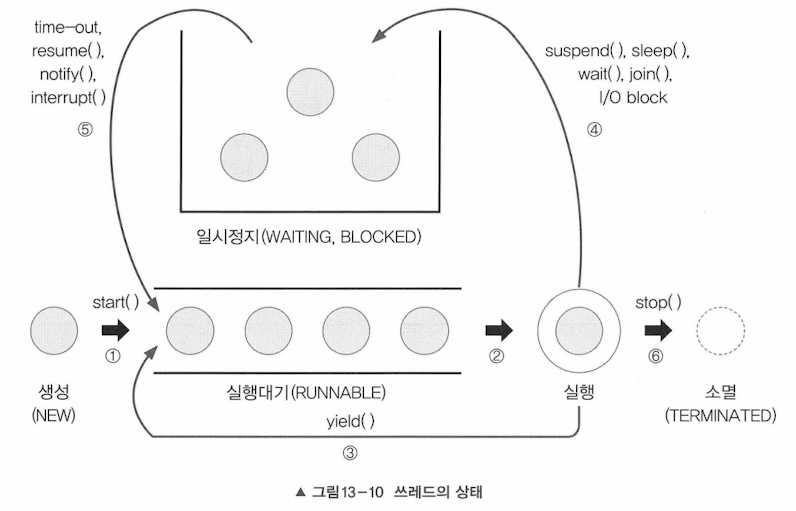 time-out,
resume( ),
notify( ),
interrupt( )
⑤
suspend( ), sleep( ),
wait( ), join( ),
I/O block
④
일시정지(WAITING, BLOCKED)
start( )
①
②
stop( )
⑥
생성
(NEW)
실행대기(RUNNABLE)
실행
소멸
(TERMINATED)
yield( )
③
▲ 그림13-10 쓰레드의 상태